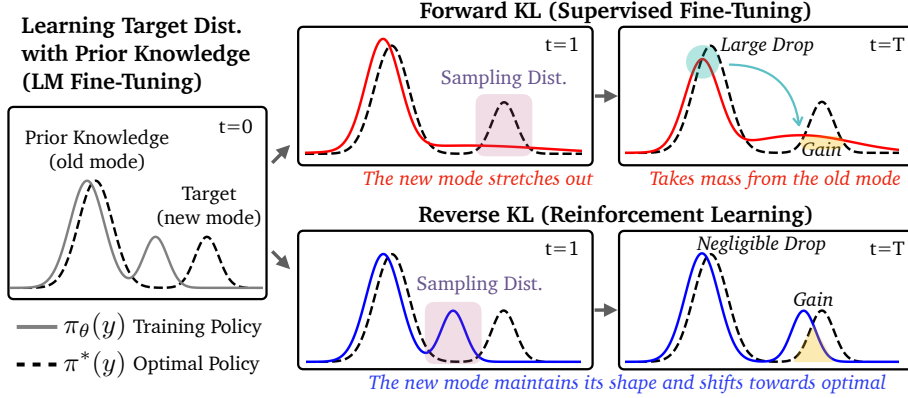 Learning Target Dist.
with Prior Knowledge
(LM Fine-Tuning)
t=0
Prior Knowledge
(old mode)
Target
(new mode)
π_θ(y) Training Policy
π*(y) Optimal Policy
Forward KL (Supervised Fine-Tuning)
t=1
Sampling Dist.
The new mode stretches out
Large Drop
t=T
Gain
Takes mass from the old mode
Reverse KL (Reinforcement Learning)
t=1
Sampling Dist.
Negligible Drop
t=T
Gain
The new mode maintains its shape and shifts towards optimal